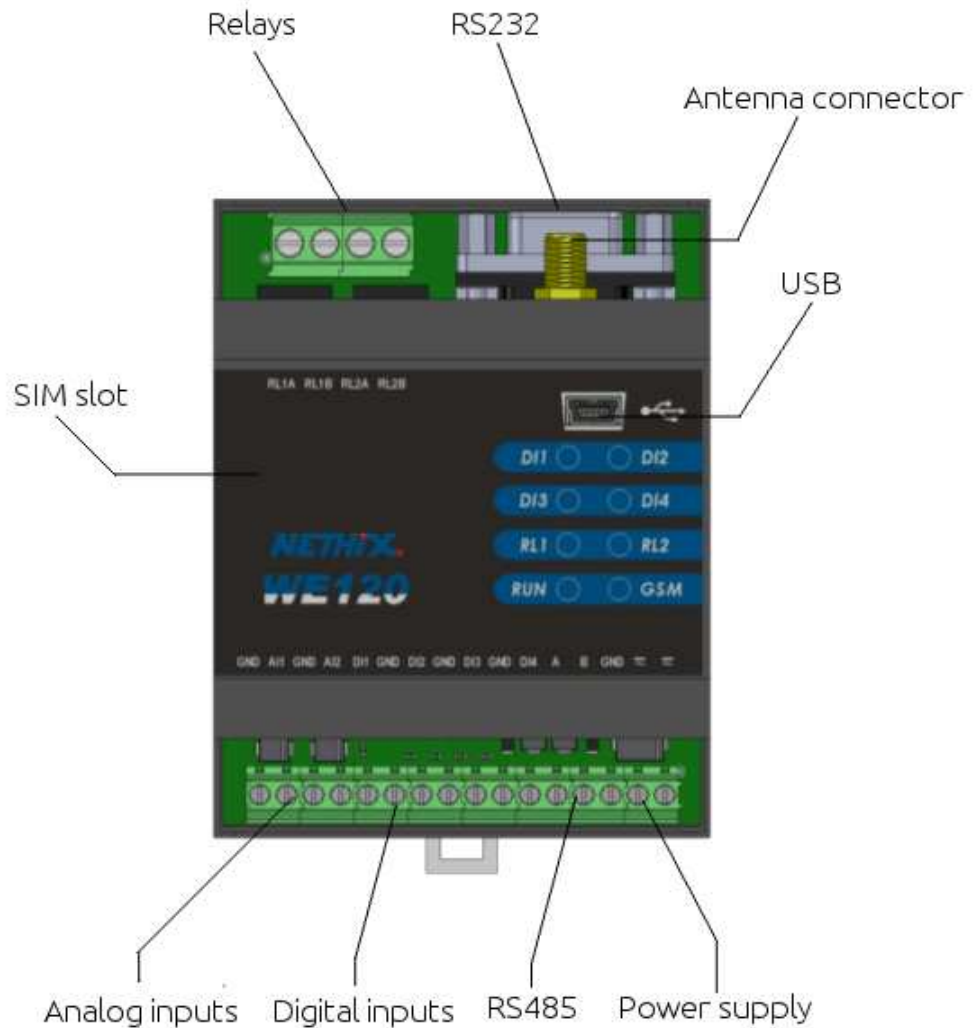 Relays RS232
Antenna connector
USB
SIM slot
RL1A RL1B RL2A RL2B
DI1 DI2
DI3 DI4
RL1 RL2
RUN GSM
NETHIX
WE120
GND AI1 GND AI2 DI1 GND DI2 GND DI3 GND DI4 A B GND
Analog inputs Digital inputs RS485 Power supply